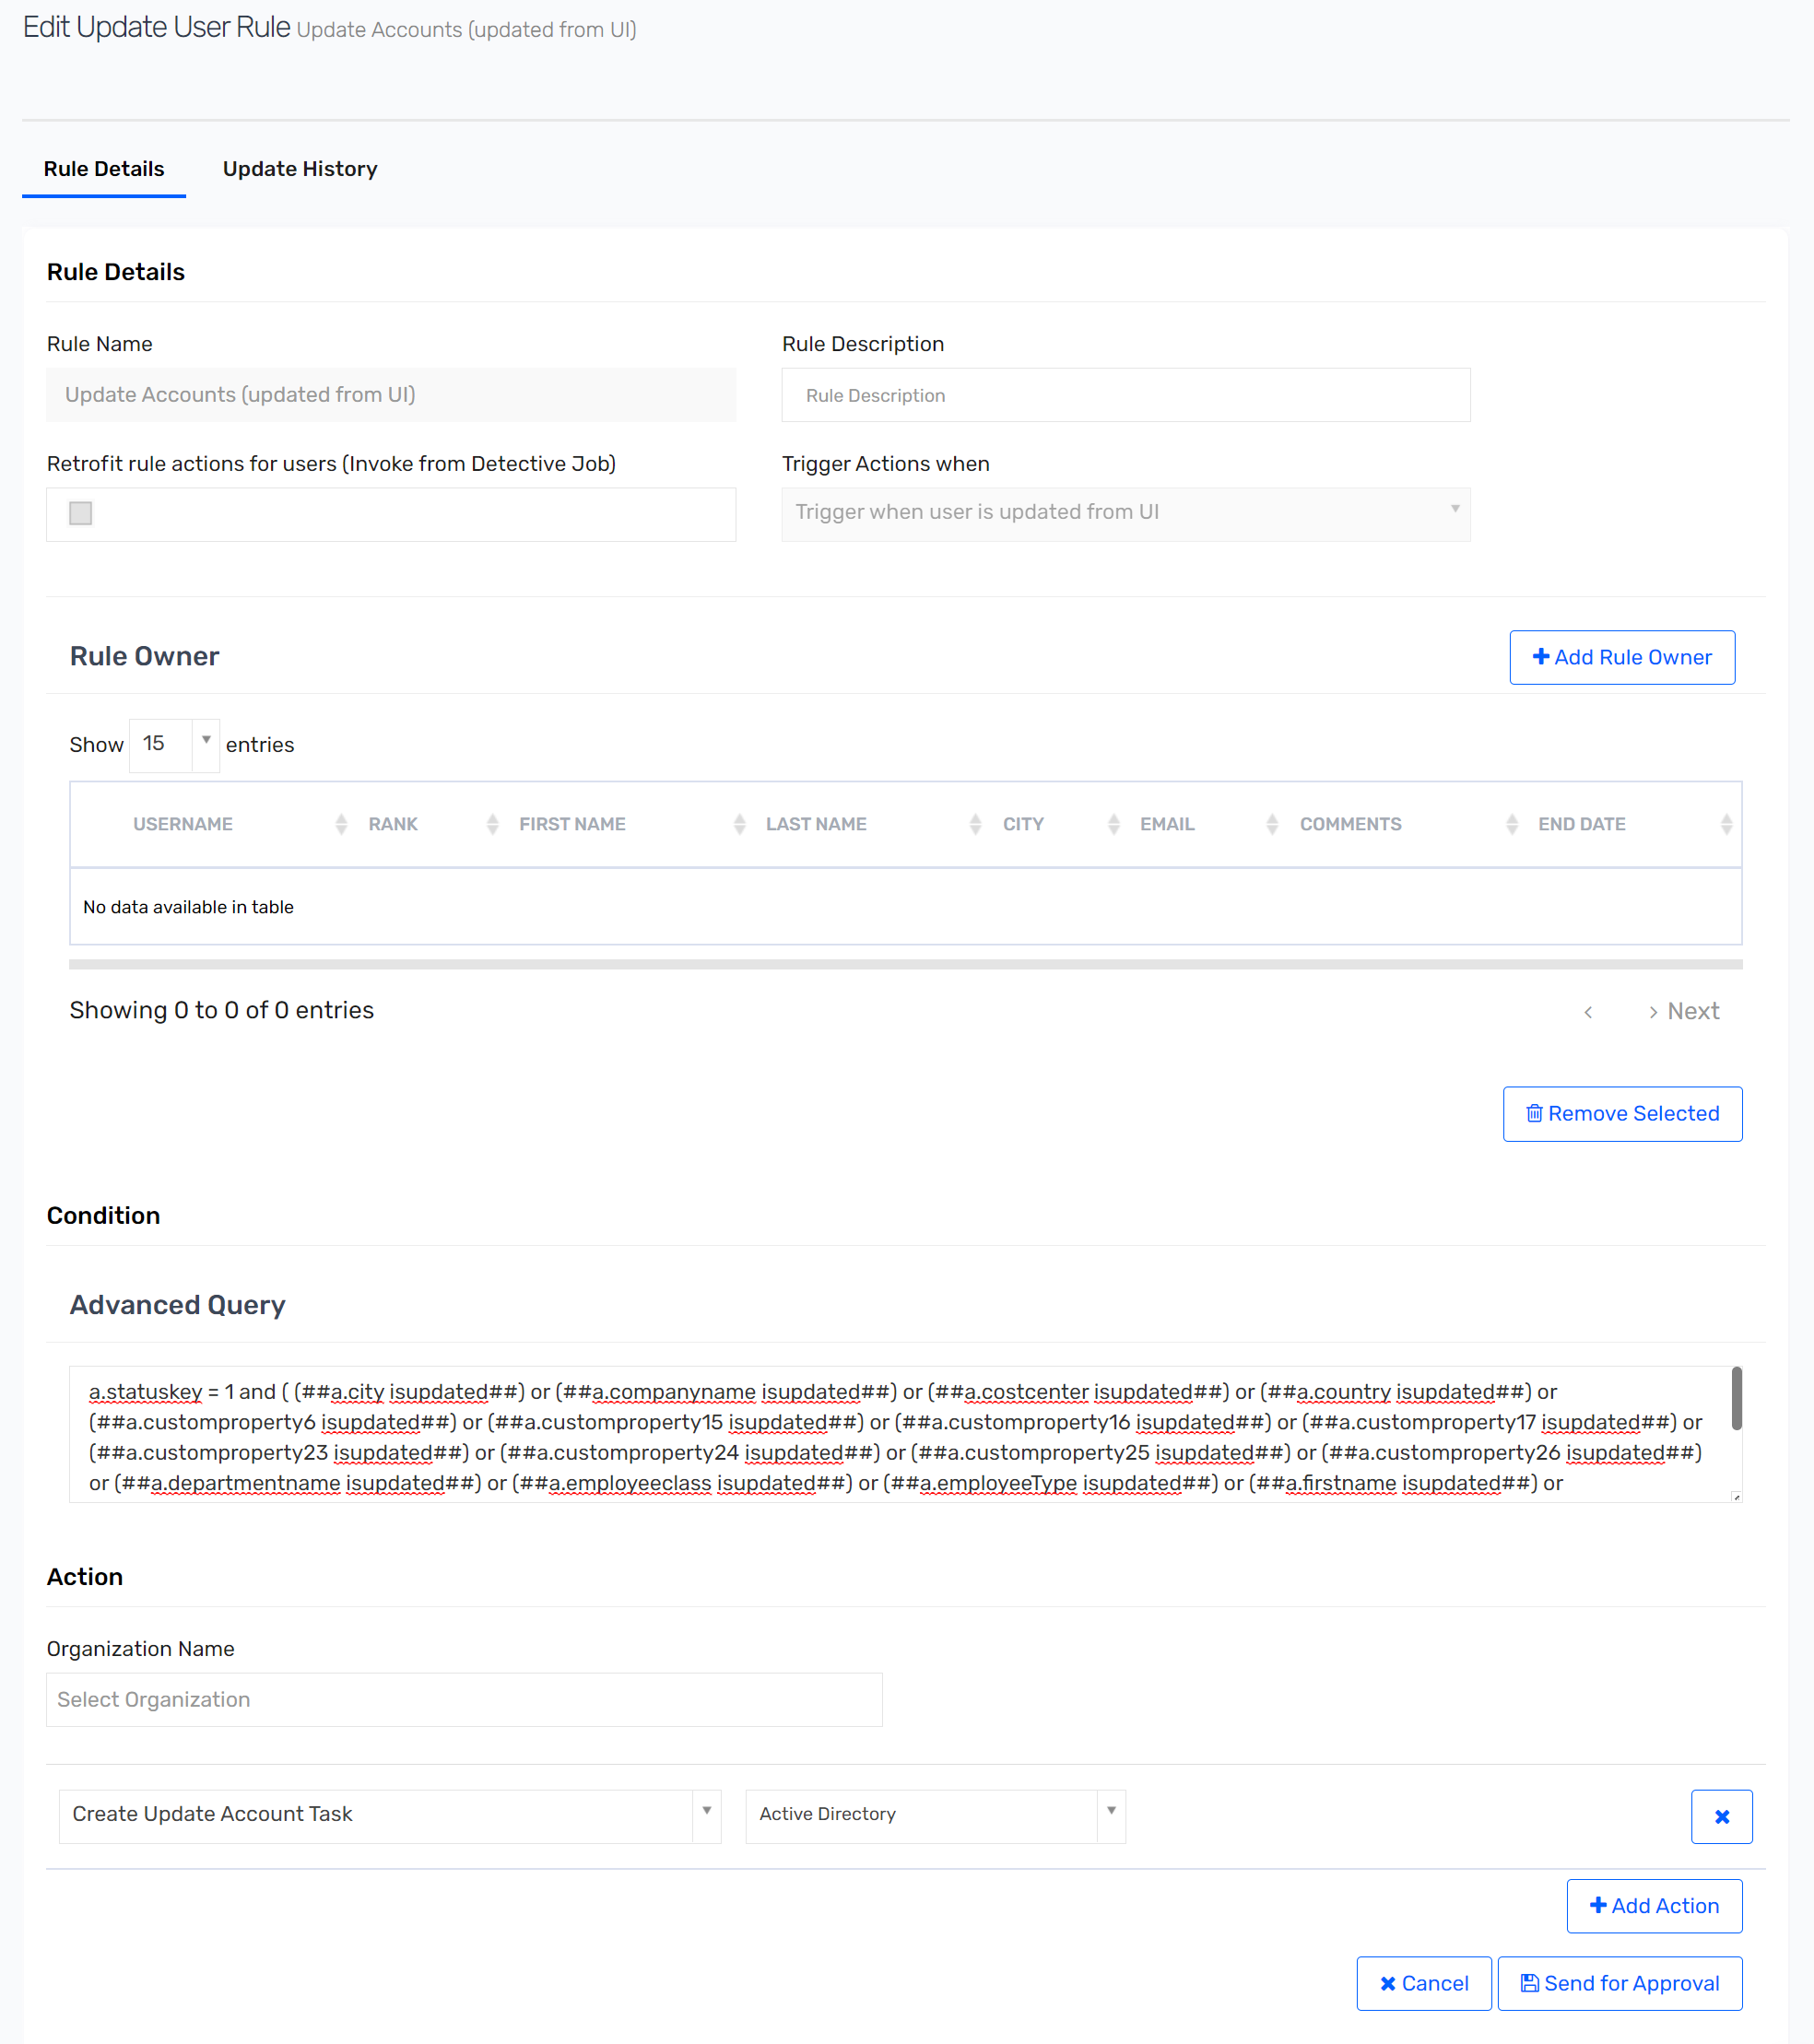 Edit Update User Rule Update Accounts (updated from UI)
Rule Details Update History
Rule Details
Rule Name Rule Description
Update Accounts (updated from UI) Rule Description
Retrofit rule actions for users (Invoke from Detective Job) Trigger Actions when
Trigger when user is updated from UI
Rule Owner Add Rule Owner
Show 15 entries
USERNAME RANK FIRST NAME LAST NAME CITY EMAIL COMMENTS END DATE
No data available in table
Showing 0 to 0 of 0 entries Next
Remove Selected
Condition
Advanced Query
a.statuskey = 1 and ( (##a.city isupdated##) or (##a.companyname isupdated##) or (##a.costcenter isupdated##) or (##a.country isupdated##) or
(##a.customproperty6 isupdated##) or (##a.customproperty15 isupdated##) or (##a.customproperty16 isupdated##) or (##a.customproperty17 isupdated##) or
(##a.customproperty23 isupdated##) or (##a.customproperty24 isupdated##) or (##a.customproperty25 isupdated##) or (##a.customproperty26 isupdated##)
or (##a.departmentname isupdated##) or (##a.employeeclass isupdated##) or (##a.employeeType isupdated##) or (##a.firstname isupdated##) or
Action
Organization Name
Select Organization
Create Update Account Task Active Directory
Add Action
Cancel Send for Approval